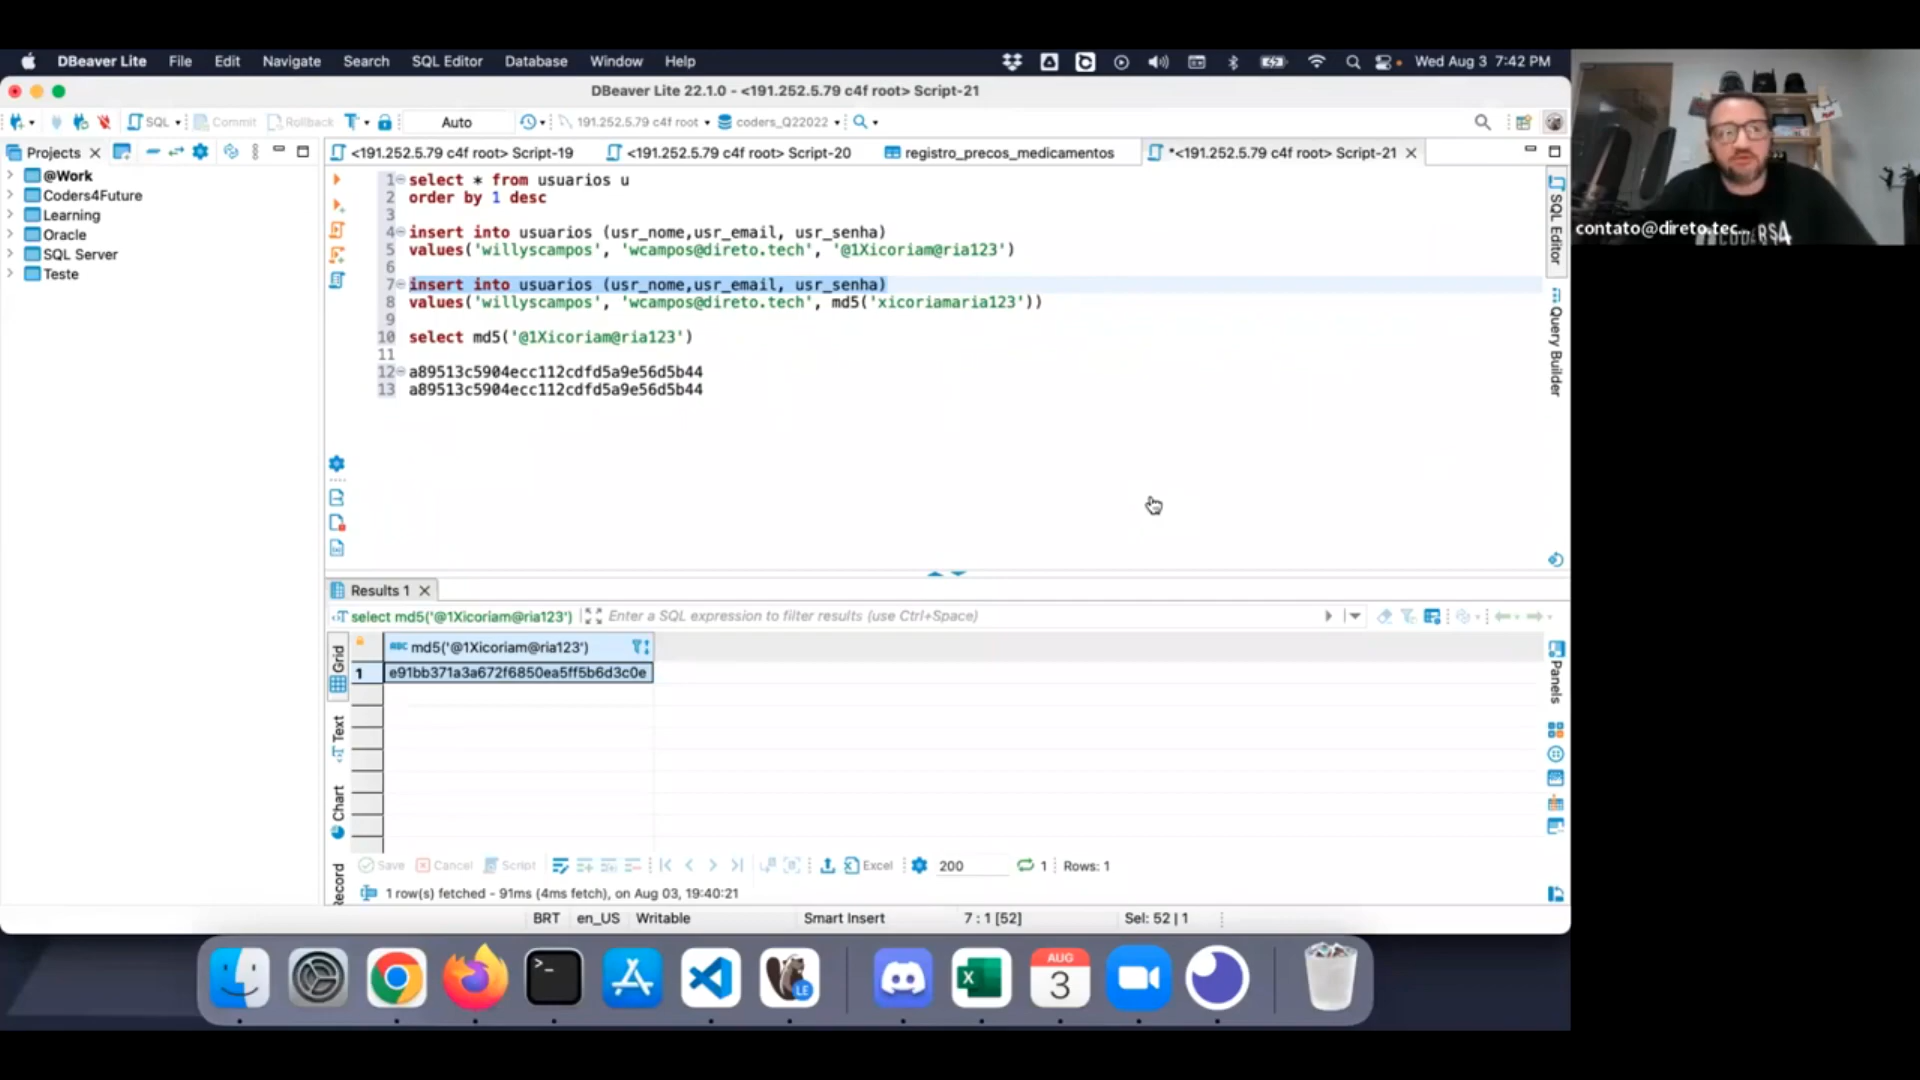 DBeaver Lite File Edit Navigate Search SQL Editor Database Window Help Wed Aug 3 7:42 PM
DBeaver Lite 22.1.0 - <191.252.5.79 c4f root> Script-21
SQL Commit Rollback Auto 191.252.5.79 c4f root coders_Q22022
Projects
@Work
Coders4Future
Learning
Oracle
SQL Server
Teste
<191.252.5.79 c4f root> Script-19
<191.252.5.79 c4f root> Script-20
registro_precos_medicamentos
*<191.252.5.79 c4f root> Script-21
1 select * from usuarios u
2 order by 1 desc
3
4 insert into usuarios (usr_nome,usr_email, usr_senha)
5 values('willyscampos', 'wcampos@direto.tech', '@1Xicoriam@ria123')
6
7 insert into usuarios (usr_nome,usr_email, usr_senha)
8 values('willyscampos', 'wcampos@direto.tech', md5('xicoriamaria123'))
9
10 select md5('@1Xicoriam@ria123')
11
12 a89513c5904ecc112cdfd5a9e56d5b44
13 a89513c5904ecc112cdfd5a9e56d5b44
SQL Editor
Query Builder
contato@direto.tec...
Results 1
select md5('@1Xicoriam@ria123') Enter a SQL expression to filter results (use Ctrl+Space)
Grid
Text
Chart
Record
ABC md5('@1Xicoriam@ria123')
1 e91bb371a3a672f6850ea5ff5b6d3c0e
Panels
Save Cancel Script Excel 200 1 Rows: 1
1 row(s) fetched - 91ms (4ms fetch), on Aug 03, 19:40:21
BRT en_US Writable Smart Insert 7 : 1 [52] Sel: 52 | 1
LE
AUG
3